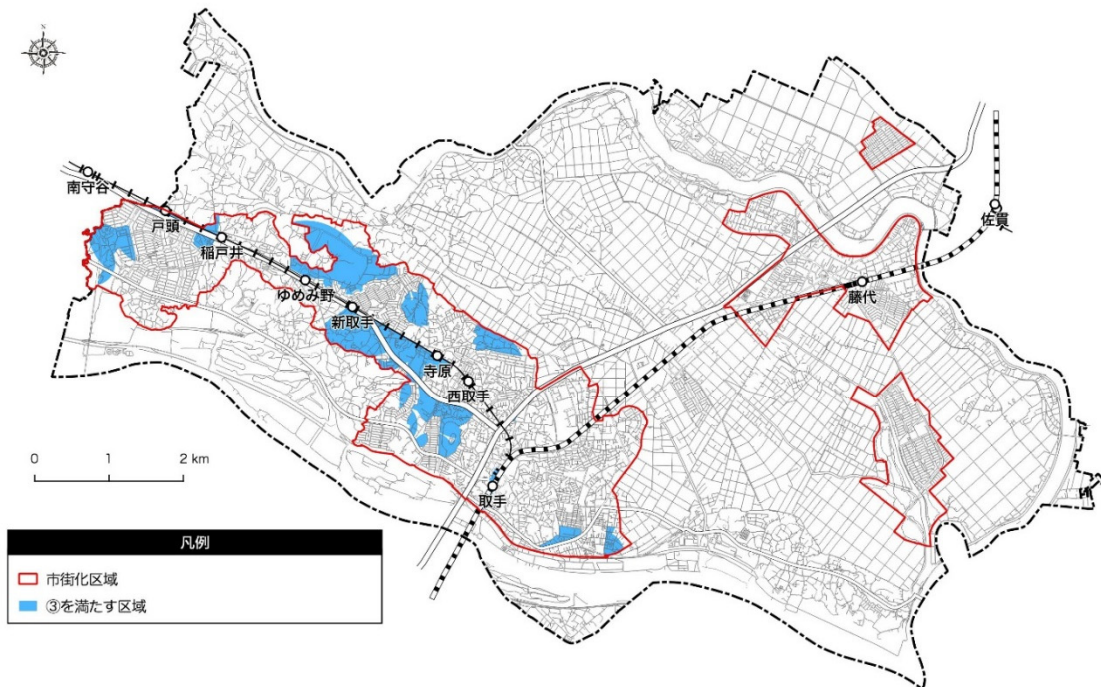 N
南守谷
戸頭
稲戸井
ゆめみ野
新取手
寺原
西取手
取手
藤代
佐貫
0 1 2 km
凡例
市街化区域
③を満たす区域